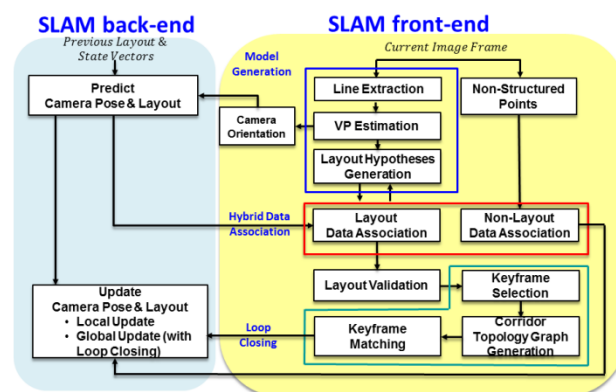 SLAM back-end
SLAM front-end
Previous Layout &
State Vectors
Current Image Frame
Model
Generation
Predict
Camera Pose & Layout
Camera
Orientation
Line Extraction
VP Estimation
Layout Hypotheses
Generation
Non-Structured
Points
Hybrid Data
Association
Layout
Data Association
Non-Layout
Data Association
Layout Validation
Keyframe
Selection
Update
Camera Pose & Layout
• Local Update
• Global Update (with
Loop Closing)
Loop
Closing
Keyframe
Matching
Corridor
Topology Graph
Generation